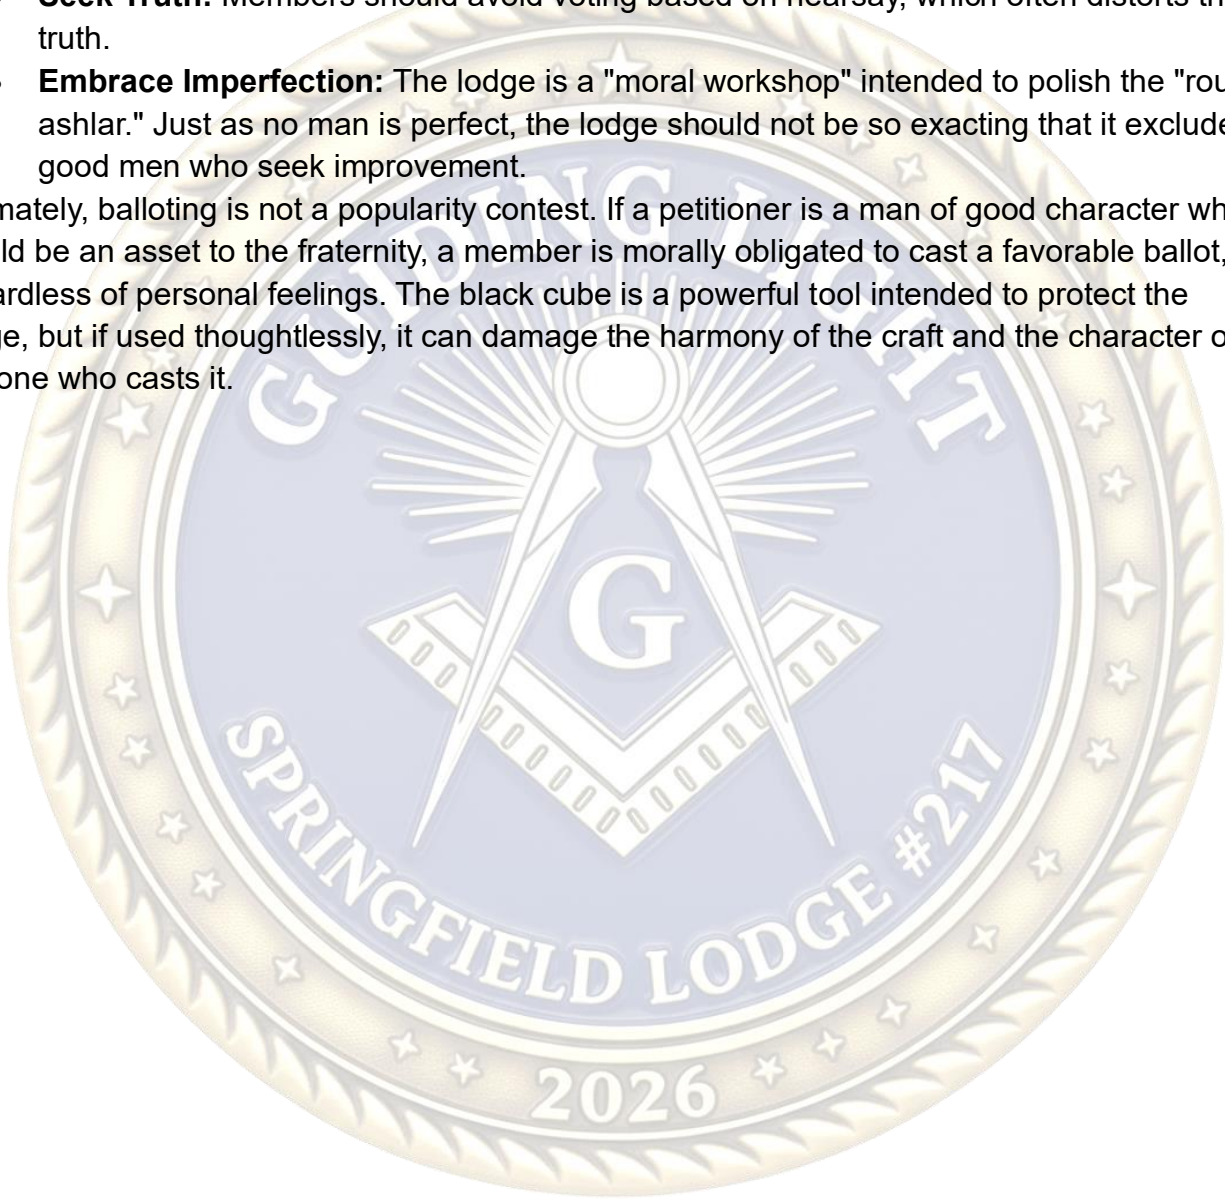 Seek Truth: Members should avoid voting based on hearsay, which often distorts th
truth.
Embrace Imperfection: The lodge is a "moral workshop" intended to polish the "rou
ashlar." Just as no man is perfect, the lodge should not be so exacting that it exclude
good men who seek improvement.
mately, balloting is not a popularity contest. If a petitioner is a man of good character wh
ld be an asset to the fraternity, a member is morally obligated to cast a favorable ballot,
ardless of personal feelings. The black cube is a powerful tool intended to protect the
ge, but if used thoughtlessly, it can damage the harmony of the craft and the character o
one who casts it.
GUIDING LIGHT
G
SPRINGFIELD LODGE #217
2026